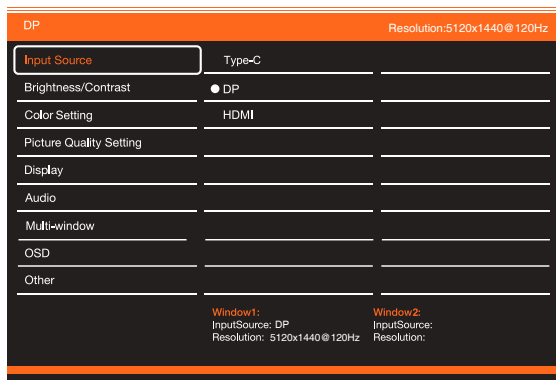 DP
Resolution:5120x1440@120Hz
Input Source
Type-C
Brightness/Contrast
DP
Color Setting
HDMI
Picture Quality Setting
Display
Audio
Multi-window
OSD
Other
Window1:
InputSource: DP
Resolution: 5120x1440@120Hz
Window2:
InputSource:
Resolution: